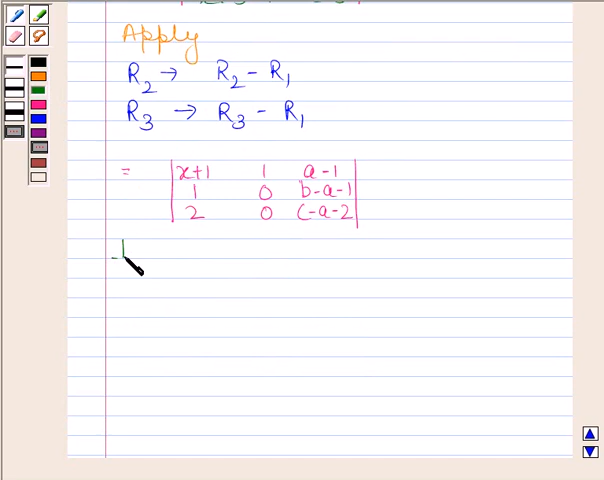 Apply
R₂ → R₂ - R₁
R₃ → R₃ - R₁
= | x+1 1 a-1 |
| 1 0 b-a-1 |
| 2 0 c-a-2 |